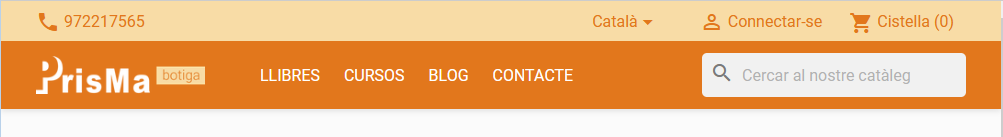 972217565 Català Connectar-se Cistella (0)
PrisMa botiga LLIBRES CURSOS BLOG CONTACTE Cercar al nostre catàleg